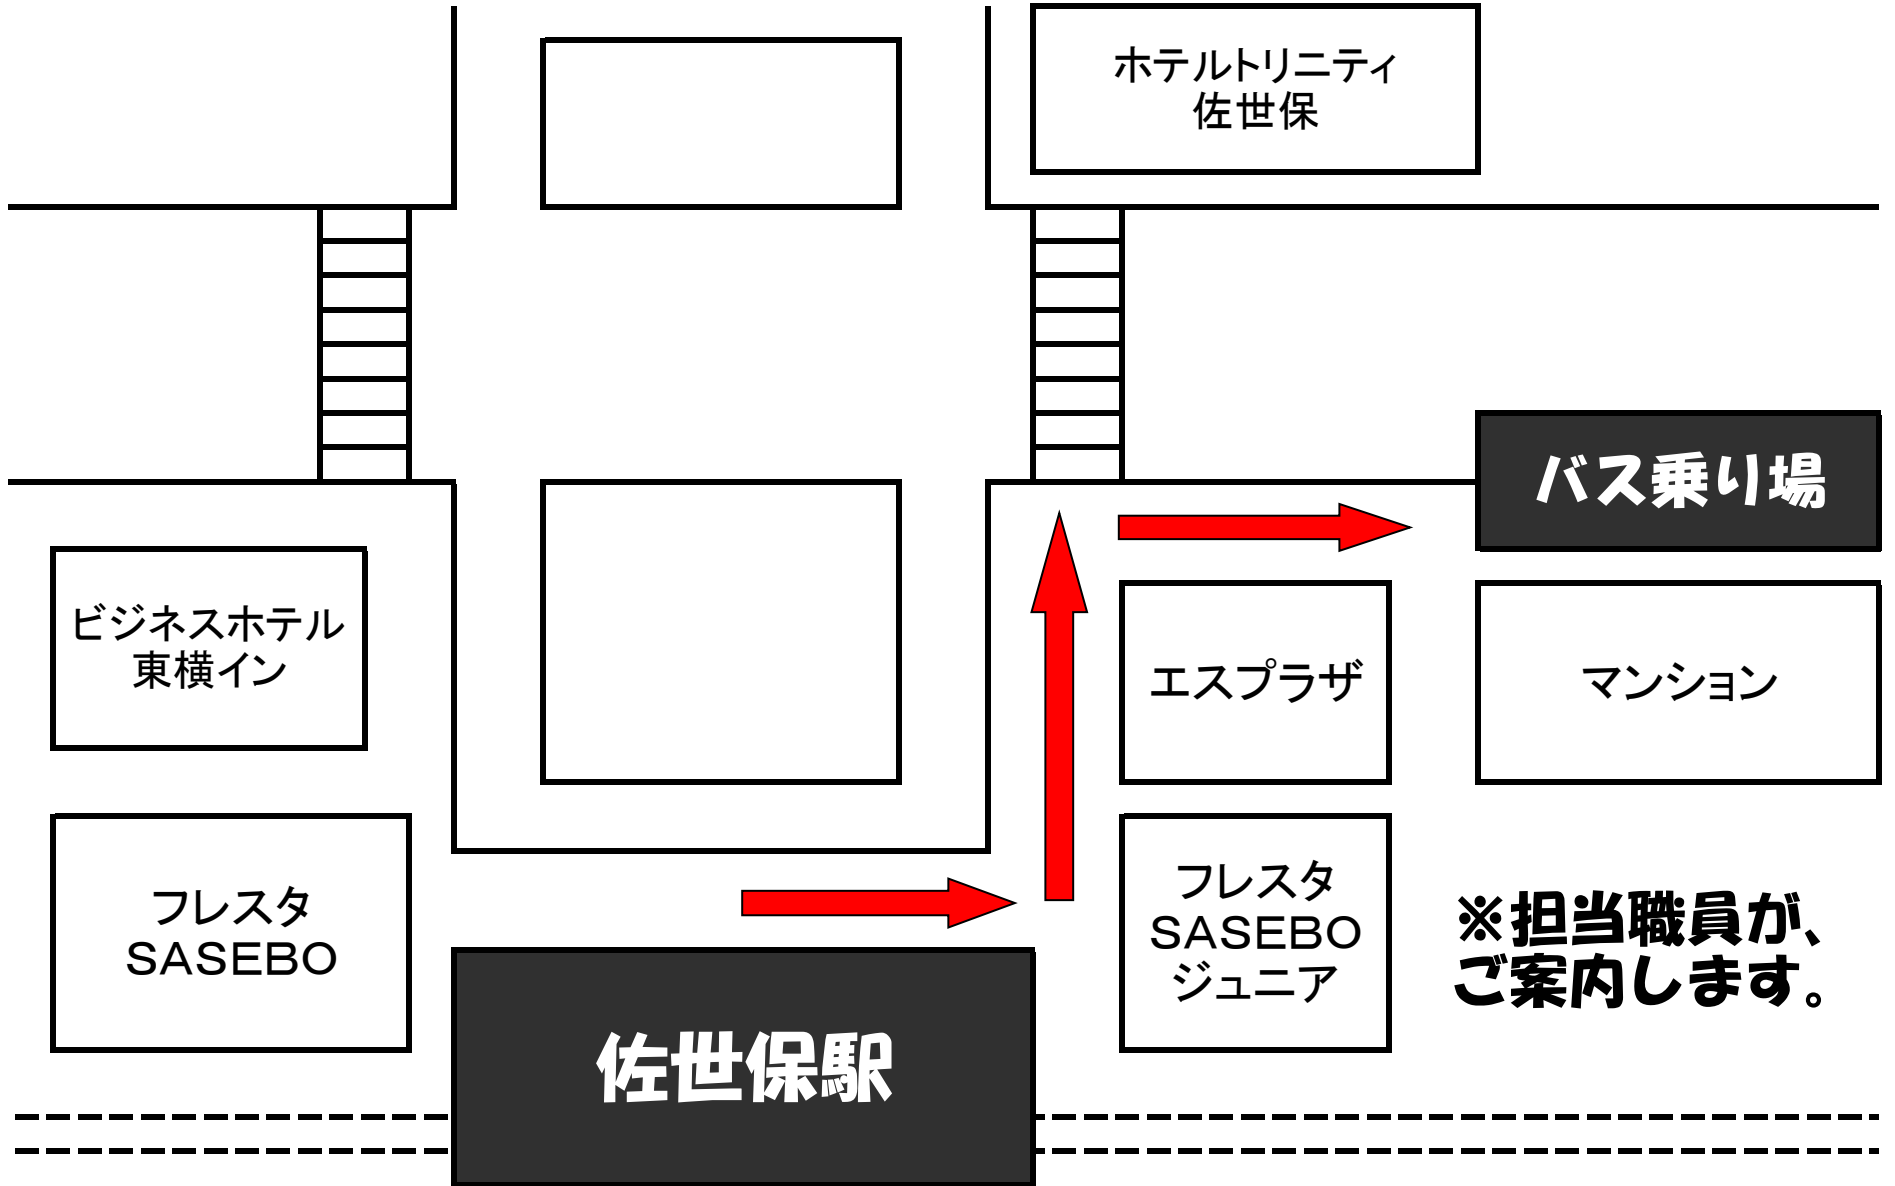 ホテルトリニティ
佐世保
バス乗り場
ビジネスホテル
東横イン
エスプラザ
マンション
フレスタ
ＳＡＳＥＢＯ
フレスタ
ＳＡＳＥＢＯ
ジュニア
※担当職員が、
ご案内します。
佐世保駅